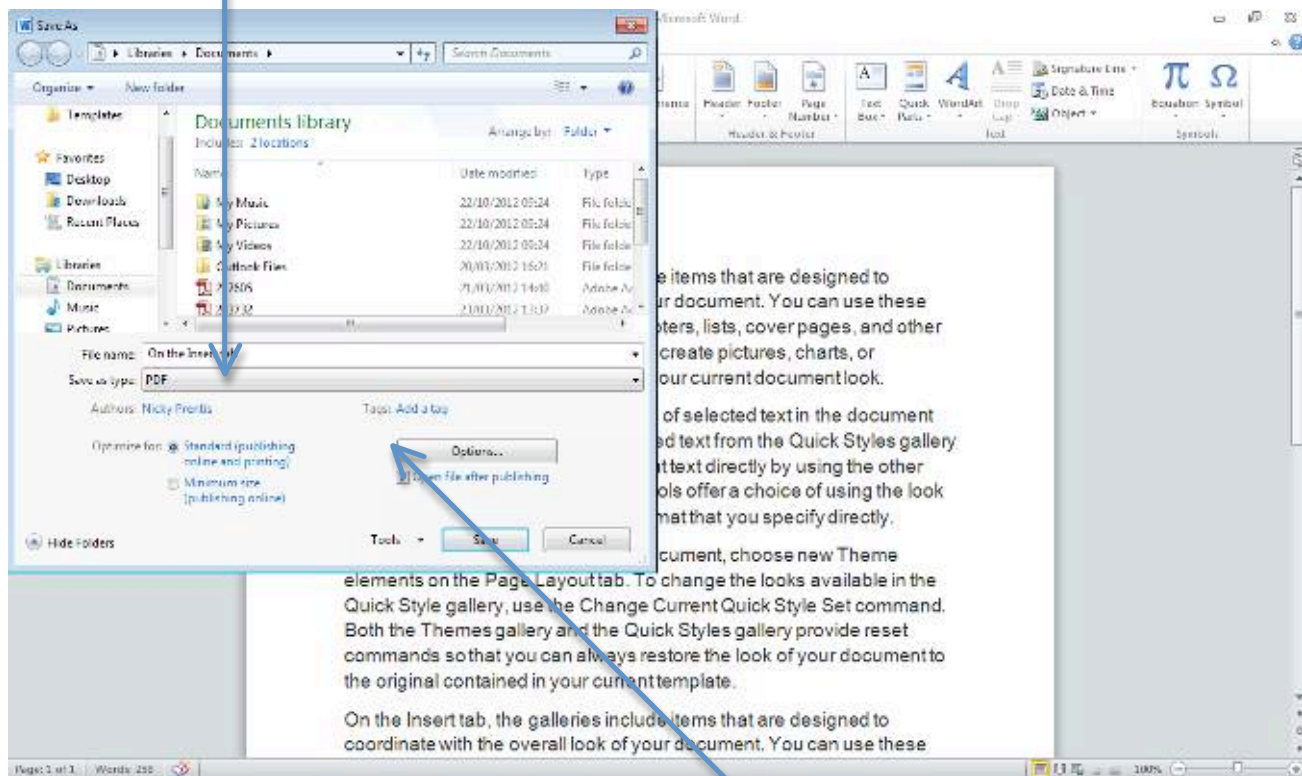 Save As
Microsoft Word
Libraries Documents
Search Documents
Organize New folder
Signature Line
Date & Time
Object
Header Footer Page Number
Text Box Quick Parts WordArt Drop Cap
Equation Symbol
Header & Footer Text Symbols
Templates
Favorites
Desktop
Downloads
Recent Places
Libraries
Documents
Music
Pictures
Documents library
Includes: 2 locations
Arrange by: Folder
Name Date modified Type
My Music 22/10/2012 09:24 File folde
My Pictures 22/10/2012 09:24 File folde
My Videos 22/10/2012 09:24 File folde
Outlook Files File folde
File name: On the Insert tab
Save as type: PDF
Authors: Nicky Prentis Tags: Add a tag
Optimize for: Standard (publishing
online and printing)
Minimum size
(publishing online)
Options...
Open file after publishing
Hide Folders
Tools Save Cancel
e items that are designed to
ur document. You can use these
ters, lists, cover pages, and other
create pictures, charts, or
our current document look.
of selected text in the document
ed text from the Quick Styles gallery
t text directly by using the other
ols offer a choice of using the look
mat that you specify directly.
cument, choose new Theme
elements on the Page Layout tab. To change the looks available in the
Quick Style gallery, use the Change Current Quick Style Set command.
Both the Themes gallery and the Quick Styles gallery provide reset
commands so that you can always restore the look of your document to
the original contained in your current template.
On the Insert tab, the galleries include items that are designed to
coordinate with the overall look of your document. You can use these
Page: 1 of 1 Words: 258
100%